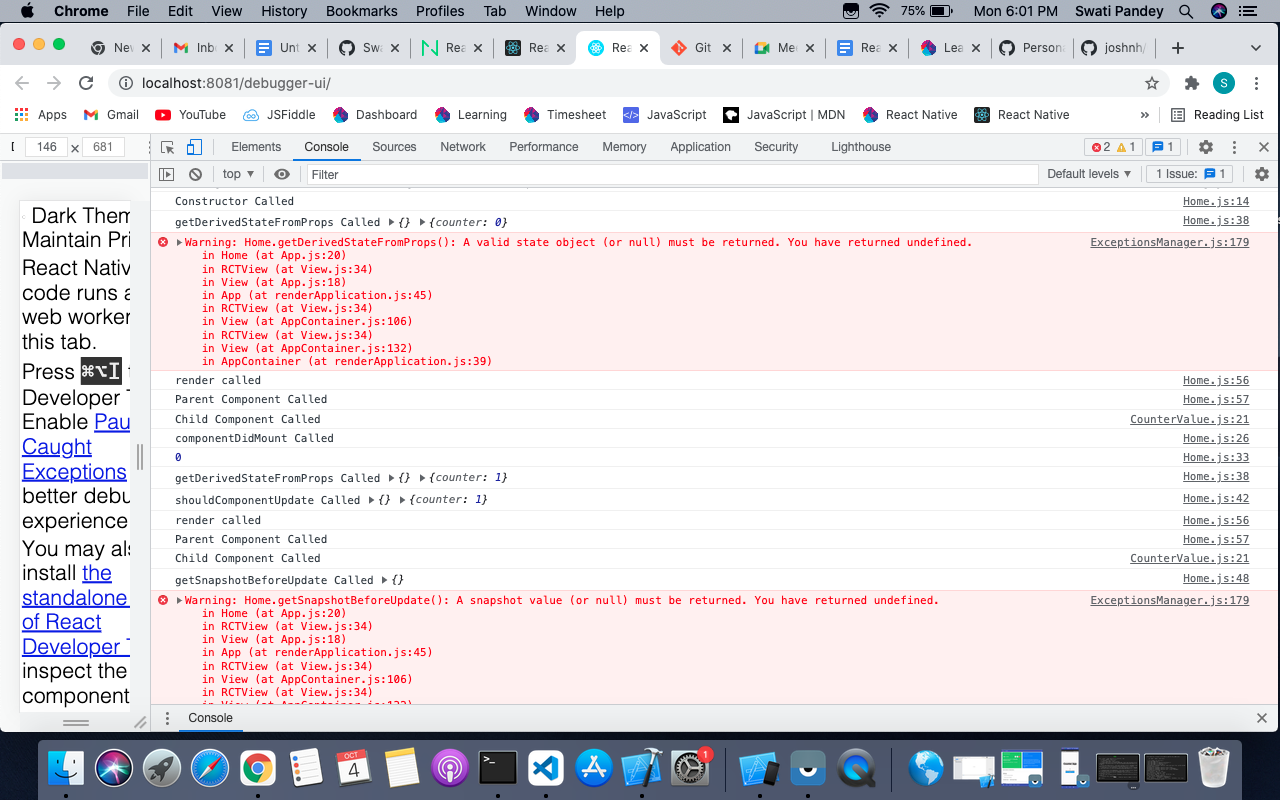 Chrome File Edit View History Bookmarks Profiles Tab Window Help 75% Mon 6:01 PM Swati Pandey
Nev Inb Unt Swa Rea Rea Rea Git Mee Rea Lea Persona joshnh/
localhost:8081/debugger-ui/ S
Apps Gmail YouTube JSFiddle Dashboard Learning Timesheet JavaScript JavaScript | MDN React Native React Native » Reading List
146 x 681
Elements Console Sources Network Performance Memory Application Security Lighthouse 2 1 1
top Filter Default levels 1 Issue: 1
Dark Them
Maintain Pri
React Nativ
code runs a
web worker
this tab.
Press ⌘⌥I t
Developer T
Enable Pau
Caught
Exceptions
better debu
experience
You may als
install the
standalone
of React
Developer T
inspect the
component
Constructor Called Home.js:14
getDerivedStateFromProps Called ▶{} ▶{counter: 0} Home.js:38
▶Warning: Home.getDerivedStateFromProps(): A valid state object (or null) must be returned. You have returned undefined. ExceptionsManager.js:179
in Home (at App.js:20)
in RCTView (at View.js:34)
in View (at App.js:18)
in App (at renderApplication.js:45)
in RCTView (at View.js:34)
in View (at AppContainer.js:106)
in RCTView (at View.js:34)
in View (at AppContainer.js:132)
in AppContainer (at renderApplication.js:39)
render called Home.js:56
Parent Component Called Home.js:57
Child Component Called CounterValue.js:21
componentDidMount Called Home.js:26
0 Home.js:33
getDerivedStateFromProps Called ▶{} ▶{counter: 1} Home.js:38
shouldComponentUpdate Called ▶{} ▶{counter: 1} Home.js:42
render called Home.js:56
Parent Component Called Home.js:57
Child Component Called CounterValue.js:21
getSnapshotBeforeUpdate Called ▶{} Home.js:48
▶Warning: Home.getSnapshotBeforeUpdate(): A snapshot value (or null) must be returned. You have returned undefined. ExceptionsManager.js:179
in Home (at App.js:20)
in RCTView (at View.js:34)
in View (at App.js:18)
in App (at renderApplication.js:45)
in RCTView (at View.js:34)
in View (at AppContainer.js:106)
in RCTView (at View.js:34)
in View (at AppContainer.js:132)
Console
OCT
4
1